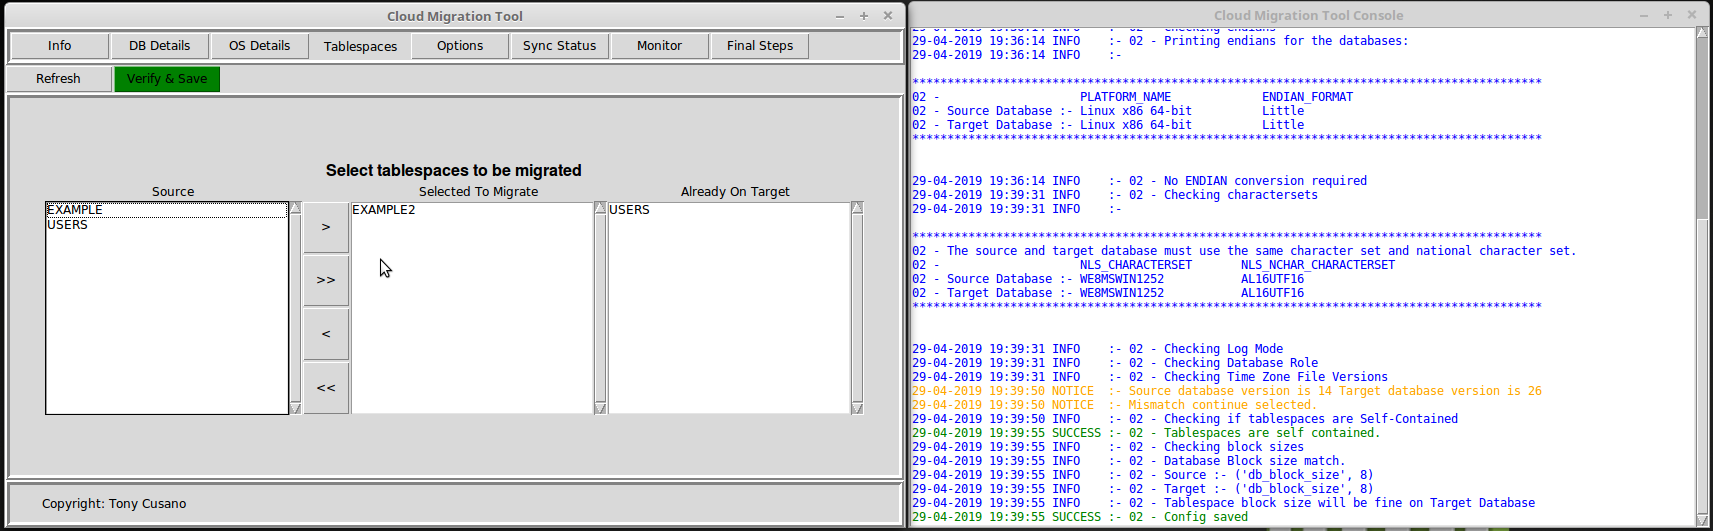 Cloud Migration Tool
Info DB Details OS Details Tablespaces Options Sync Status Monitor Final Steps
Refresh Verify & Save
Select tablespaces to be migrated
Source Selected To Migrate Already On Target
EXAMPLE > EXAMPLE2 USERS
USERS
>>
<
<<
Copyright: Tony Cusano
Cloud Migration Tool Console
29-04-2019 19:36:14 INFO :- 02 - Checking endians
29-04-2019 19:36:14 INFO :- 02 - Printing endians for the databases:
29-04-2019 19:36:14 INFO :-
******************************************************************************************
02 - PLATFORM_NAME ENDIAN_FORMAT
02 - Source Database :- Linux x86 64-bit Little
02 - Target Database :- Linux x86 64-bit Little
******************************************************************************************
29-04-2019 19:36:14 INFO :- 02 - No ENDIAN conversion required
29-04-2019 19:39:31 INFO :- 02 - Checking charactersets
29-04-2019 19:39:31 INFO :-
******************************************************************************************
02 - The source and target database must use the same character set and national character set.
02 - NLS_CHARACTERSET NLS_NCHAR_CHARACTERSET
02 - Source Database :- WE8MSWIN1252 AL16UTF16
02 - Target Database :- WE8MSWIN1252 AL16UTF16
******************************************************************************************
29-04-2019 19:39:31 INFO :- 02 - Checking Log Mode
29-04-2019 19:39:31 INFO :- 02 - Checking Database Role
29-04-2019 19:39:31 INFO :- 02 - Checking Time Zone File Versions
29-04-2019 19:39:50 NOTICE :- Source database version is 14 Target database version is 26
29-04-2019 19:39:50 NOTICE :- Mismatch continue selected.
29-04-2019 19:39:50 INFO :- 02 - Checking if tablespaces are Self-Contained
29-04-2019 19:39:55 SUCCESS :- 02 - Tablespaces are self contained.
29-04-2019 19:39:55 INFO :- 02 - Checking block sizes
29-04-2019 19:39:55 INFO :- 02 - Database Block size match.
29-04-2019 19:39:55 INFO :- 02 - Source :- ('db_block_size', 8)
29-04-2019 19:39:55 INFO :- 02 - Target :- ('db_block_size', 8)
29-04-2019 19:39:55 INFO :- 02 - Tablespace block size will be fine on Target Database
29-04-2019 19:39:55 SUCCESS :- 02 - Config saved